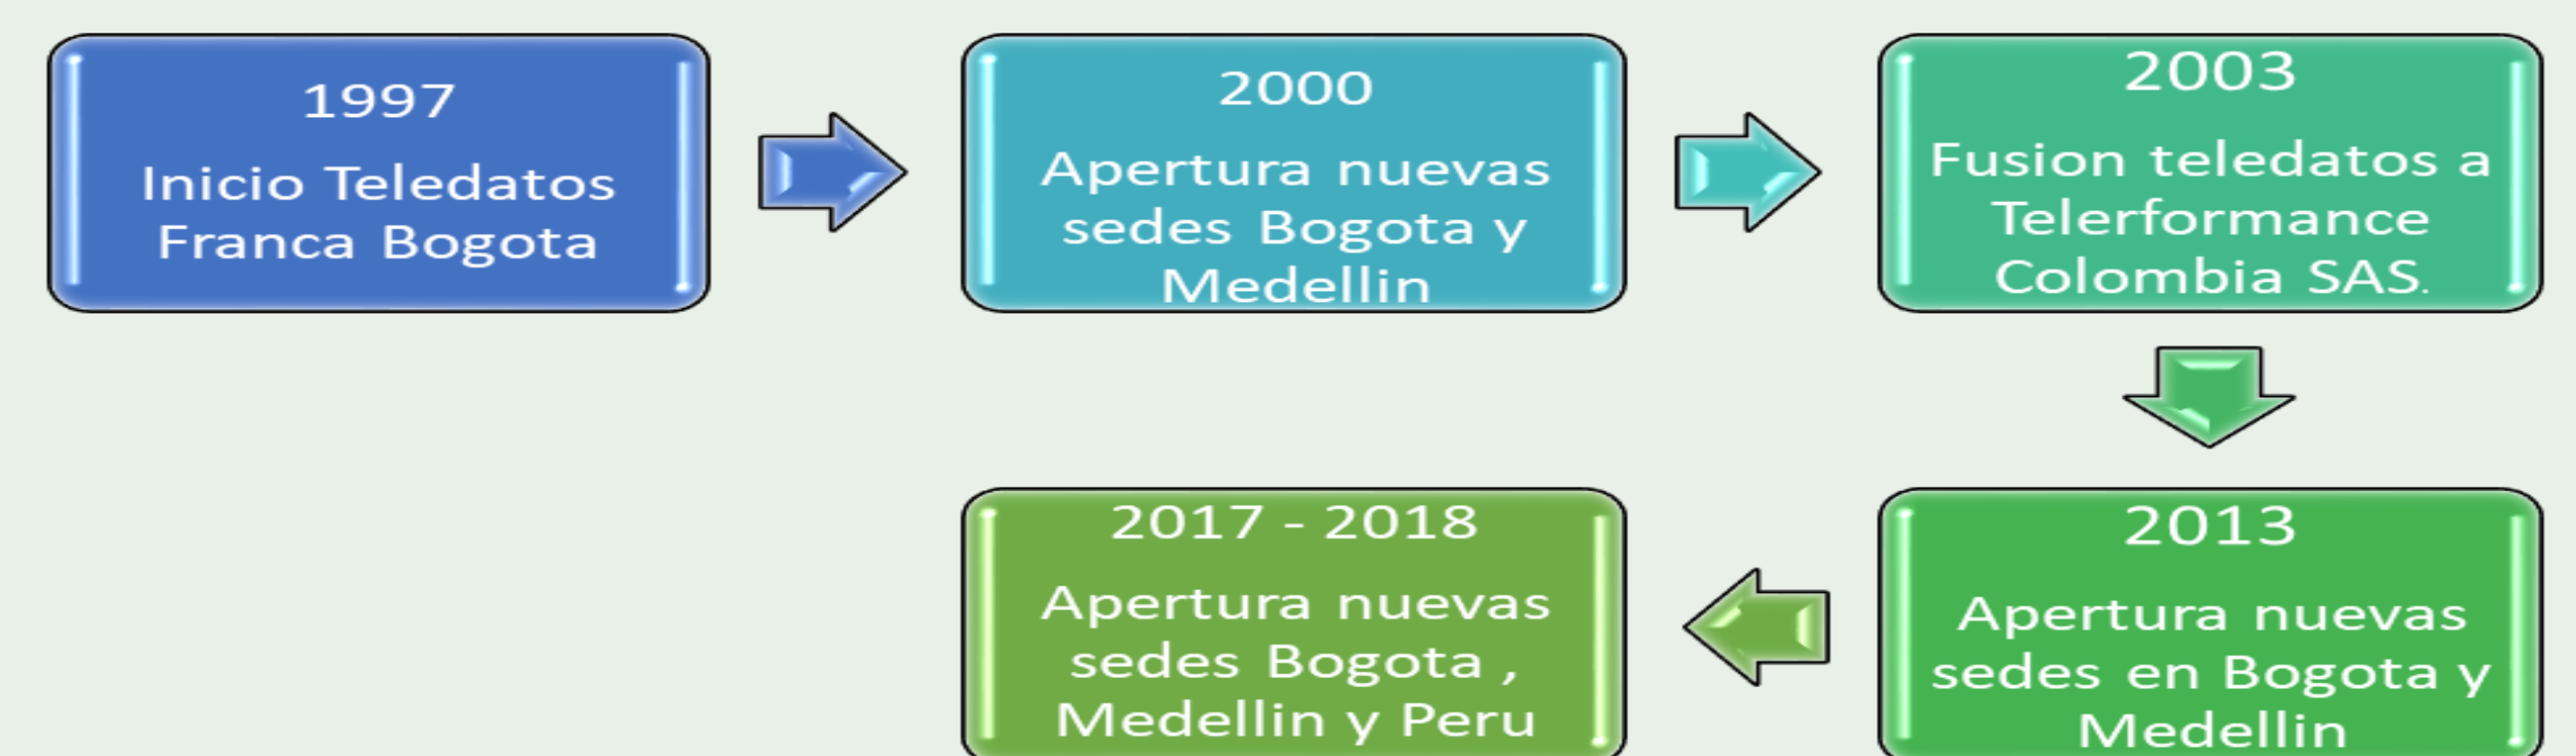 1997
Inicio Teledatos
Franca Bogota
2000
Apertura nuevas
sedes Bogota y
Medellin
2003
Fusion teledatos a
Telerformance
Colombia SAS.
2013
Apertura nuevas
sedes en Bogota y
Medellin
2017 - 2018
Apertura nuevas
sedes Bogota ,
Medellin y Peru